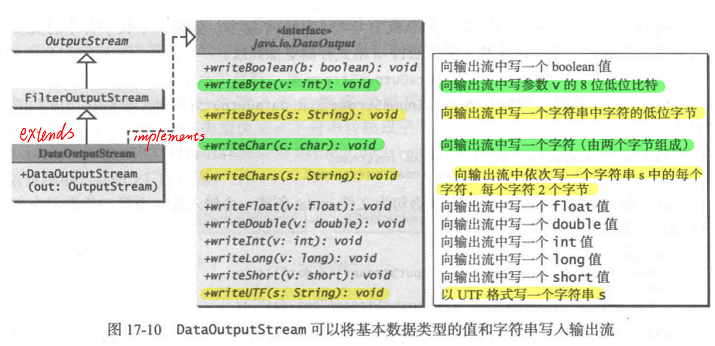 OutputStream
FilterOutputStream
extends
implements
DataOutputStream
+DataOutputStream
(out: OutputStream)
«interface»
java.io.DataOutput
+writeBoolean(b: boolean): void
+writeByte(v: int): void
+writeBytes(s: String): void
+writeChar(c: char): void
+writeChars(s: String): void
+writeFloat(v: float): void
+writeDouble(v: double): void
+writeInt(v: int): void
+writeLong(v: long): void
+writeShort(v: short): void
+writeUTF(s: String): void
向输出流中写一个 boolean 值
向输出流中写参数 v 的 8 位低位比特
向输出流中写一个字符串中字符的低位字节
向输出流中写一个字符（由两个字节组成）
向输出流中依次写一个字符串 s 中的每个
字符，每个字符 2 个字节
向输出流中写一个 float 值
向输出流中写一个 double 值
向输出流中写一个 int 值
向输出流中写一个 long 值
向输出流中写一个 short 值
以 UTF 格式写一个字符串 s
图 17-10 DataOutputStream 可以将基本数据类型的值和字符串写入输出流